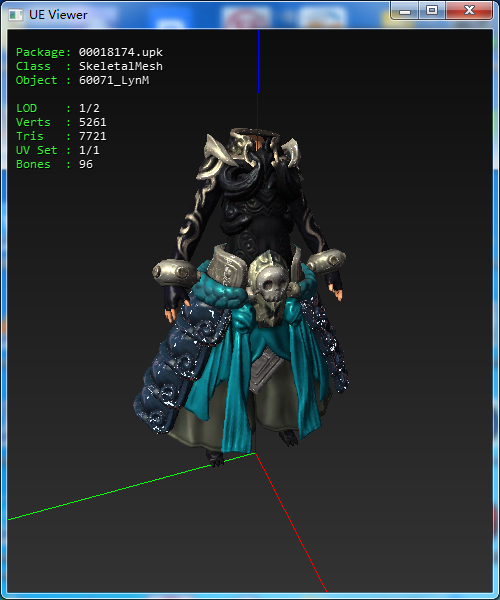 UE Viewer
Package: 00018174.upk
Class : SkeletalMesh
Object : 60071_LynM
LOD : 1/2
Verts : 5261
Tris : 7721
UV Set : 1/1
Bones : 96